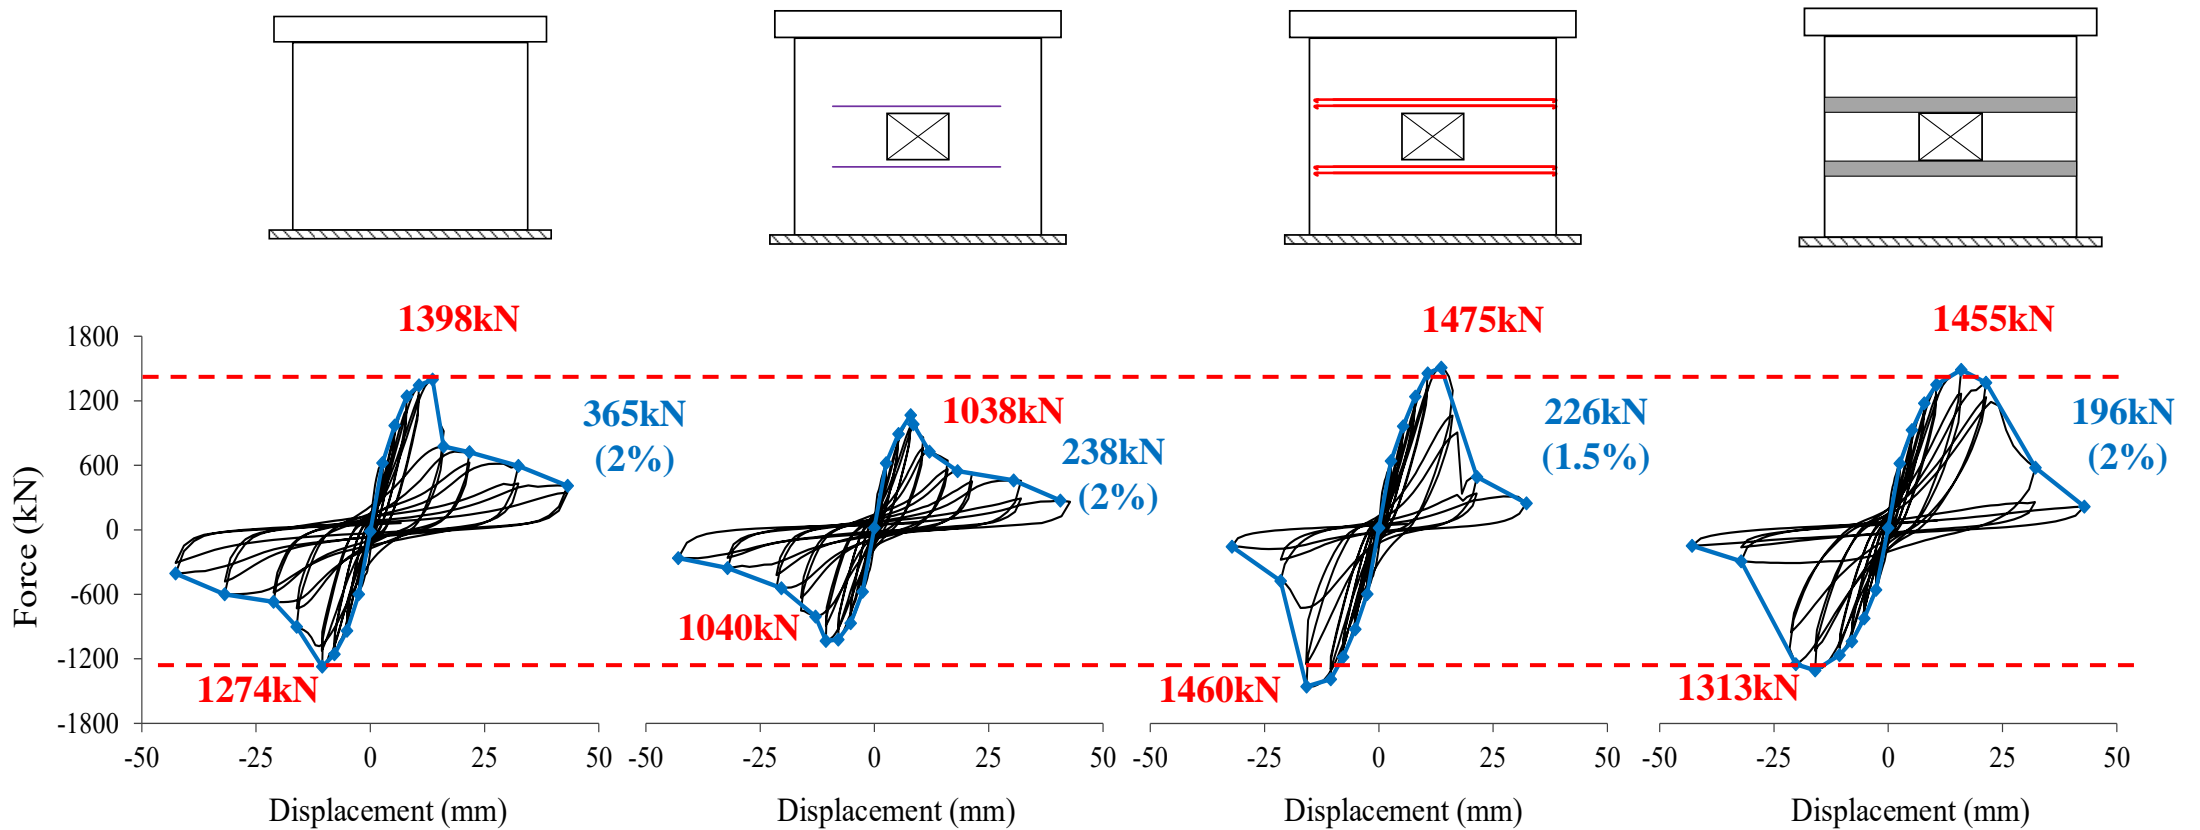 1398kN
1475kN
1455kN
1800
1200
600
0
-600
-1200
-1800
Force (kN)
365kN
(2%)
1038kN
238kN
(2%)
226kN
(1.5%)
196kN
(2%)
1274kN
1040kN
1460kN
1313kN
-50
-25
0
25
50
-50
-25
0
25
50
-50
-25
0
25
50
-50
-25
0
25
50
Displacement (mm)
Displacement (mm)
Displacement (mm)
Displacement (mm)